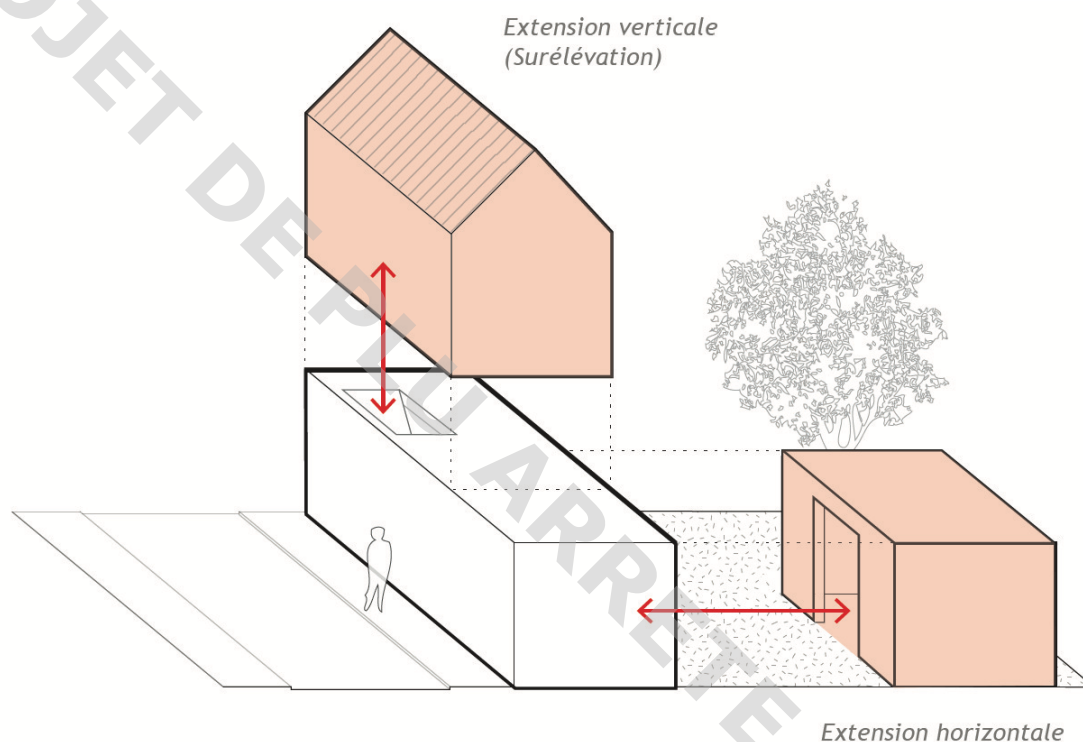 Extension verticale
(Surélévation)
OJET DE PLU ARRETE
Extension horizontale